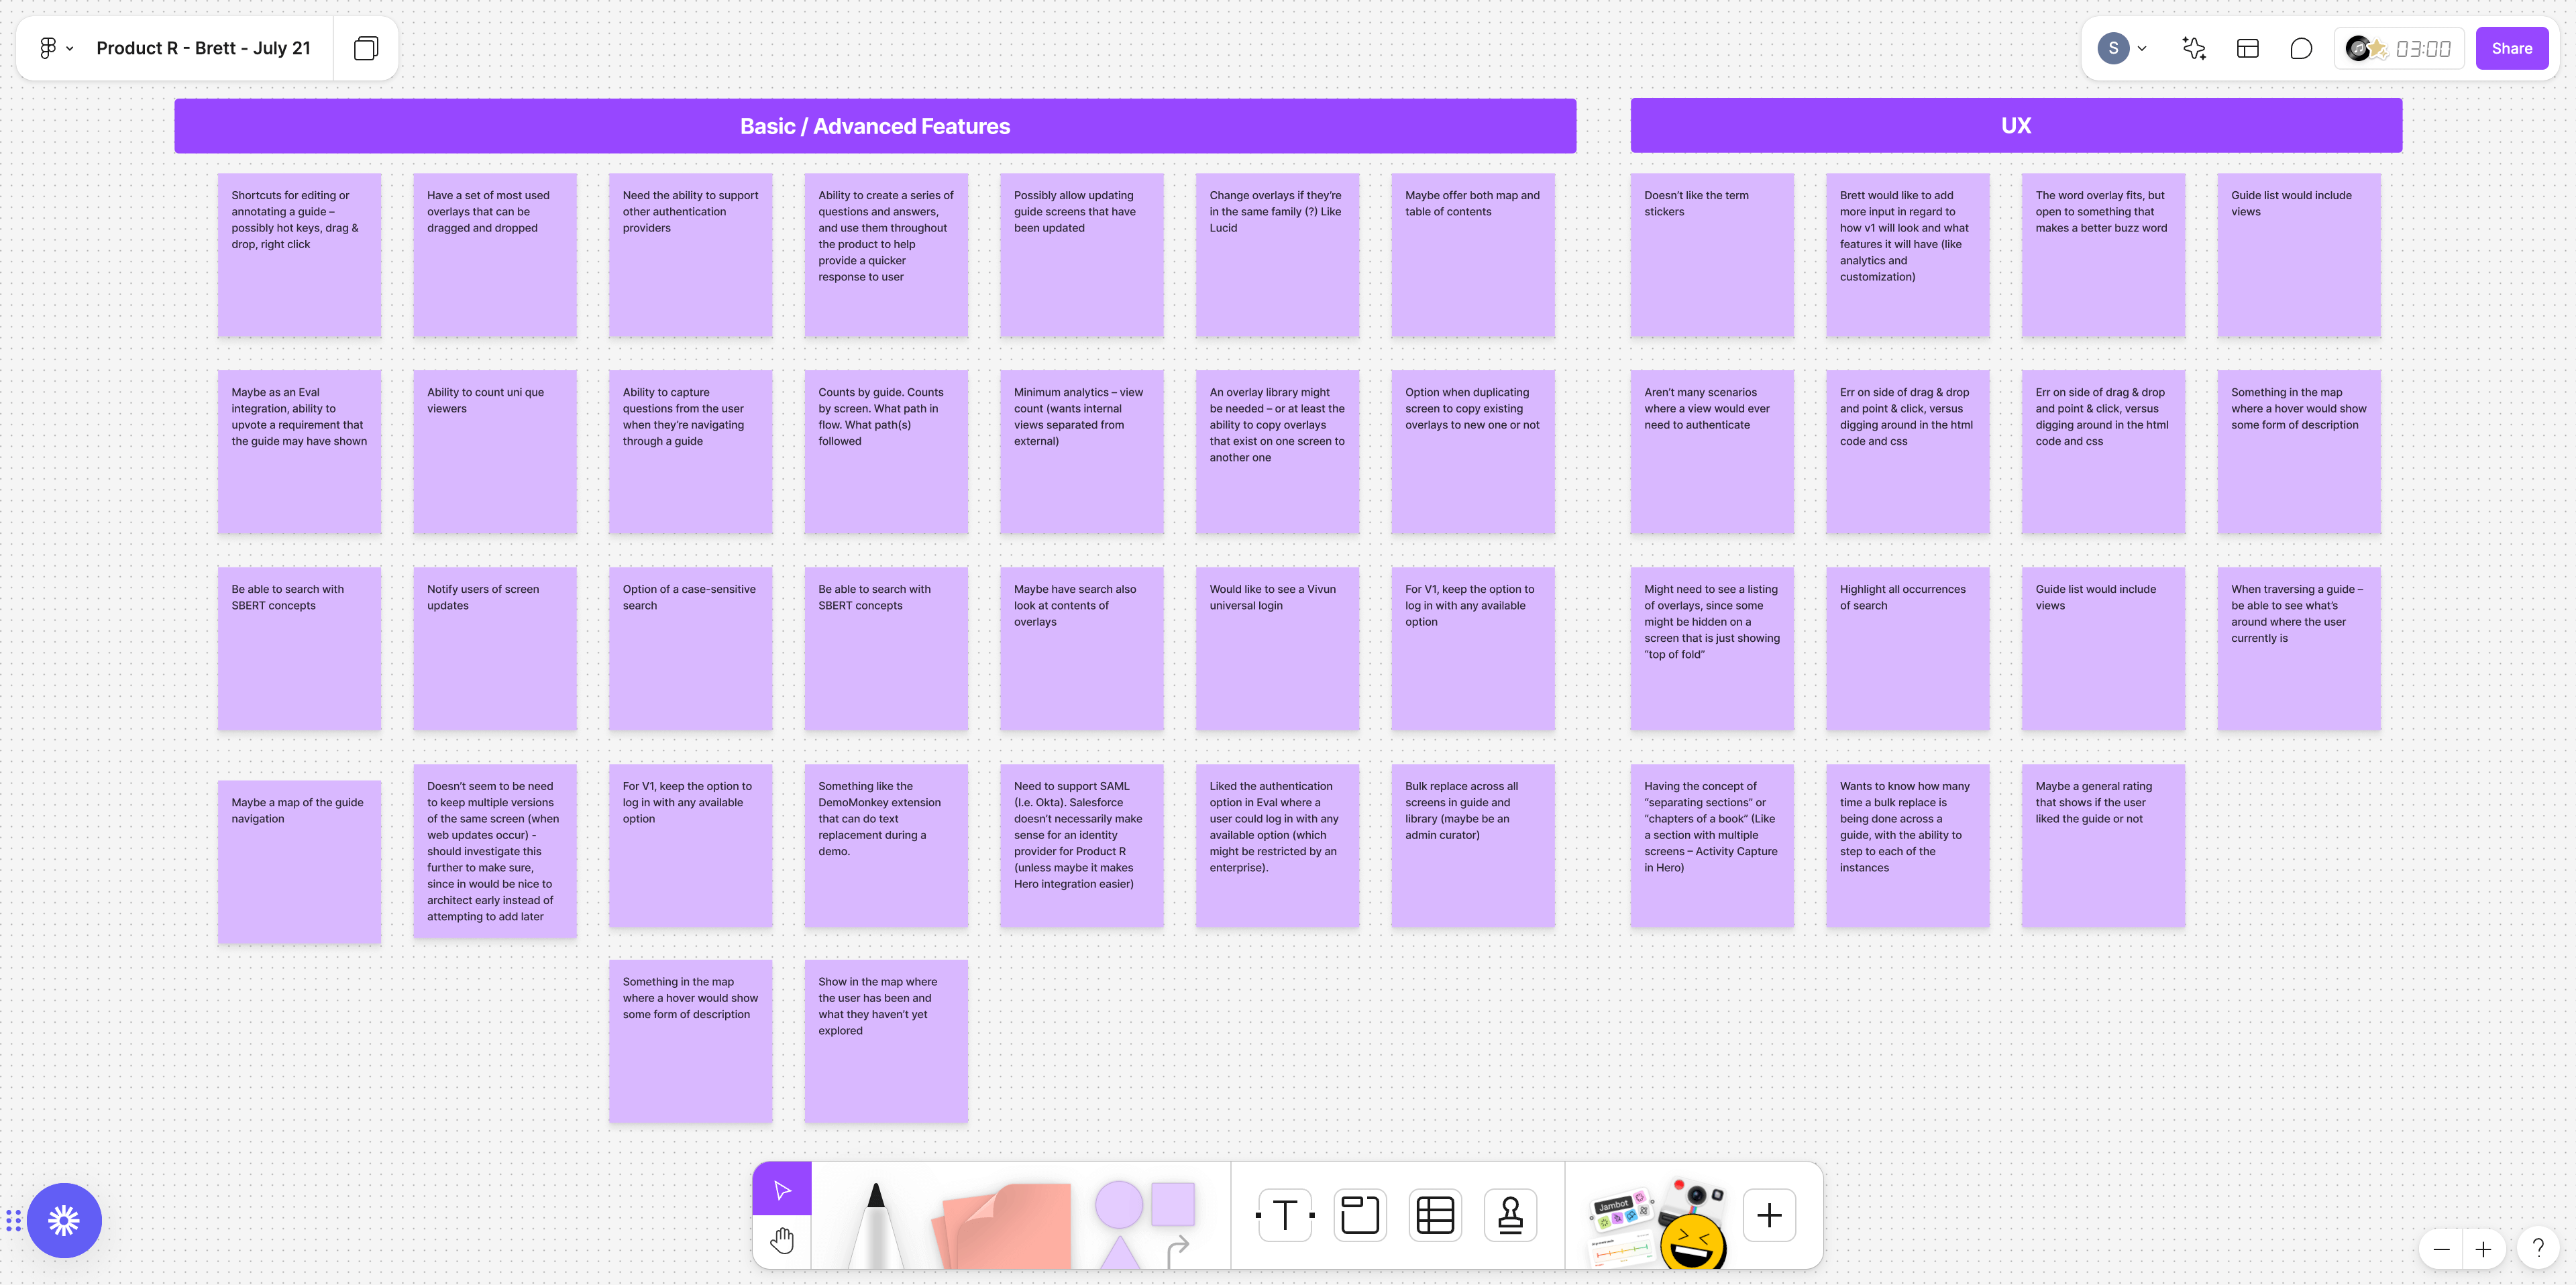 Product R - Brett - July 21
S
03:00
Share
Basic / Advanced Features
Shortcuts for editing or
annotating a guide –
possibly hot keys, drag &
drop, right click
Have a set of most used
overlays that can be
dragged and dropped
Need the ability to support
other authentication
providers
Ability to create a series of
questions and answers,
and use them throughout
the product to help
provide a quicker
response to user
Possibly allow updating
guide screens that have
been updated
Change overlays if they’re
in the same family (?) Like
Lucid
Maybe offer both map and
table of contents
Maybe as an Eval
integration, ability to
upvote a requirement that
the guide may have shown
Ability to count uni que
viewers
Ability to capture
questions from the user
when they’re navigating
through a guide
Counts by guide. Counts
by screen. What path in
flow. What path(s)
followed
Minimum analytics – view
count (wants internal
views separated from
external)
An overlay library might
be needed – or at least the
ability to copy overlays
that exist on one screen to
another one
Option when duplicating
screen to copy existing
overlays to new one or not
Be able to search with
SBERT concepts
Notify users of screen
updates
Option of a case-sensitive
search
Be able to search with
SBERT concepts
Maybe have search also
look at contents of
overlays
Would like to see a Vivun
universal login
For V1, keep the option to
log in with any available
option
Maybe a map of the guide
navigation
Doesn’t seem to be need
to keep multiple versions
of the same screen (when
web updates occur) -
should investigate this
further to make sure,
since in would be nice to
architect early instead of
attempting to add later
For V1, keep the option to
log in with any available
option
Something like the
DemoMonkey extension
that can do text
replacement during a
demo.
Need to support SAML
(I.e. Okta). Salesforce
doesn’t necessarily make
sense for an identity
provider for Product R
(unless maybe it makes
Hero integration easier)
Liked the authentication
option in Eval where a
user could log in with any
available option (which
might be restricted by an
enterprise).
Bulk replace across all
screens in guide and
library (maybe be an
admin curator)
Something in the map
where a hover would show
some form of description
Show in the map where
the user has been and
what they haven’t yet
explored
UX
Doesn’t like the term
stickers
Brett would like to add
more input in regard to
how v1 will look and what
features it will have (like
analytics and
customization)
The word overlay fits, but
open to something that
makes a better buzz word
Guide list would include
views
Aren’t many scenarios
where a view would ever
need to authenticate
Err on side of drag & drop
and point & click, versus
digging around in the html
code and css
Err on side of drag & drop
and point & click, versus
digging around in the html
code and css
Something in the map
where a hover would show
some form of description
Might need to see a listing
of overlays, since some
might be hidden on a
screen that is just showing
“top of fold”
Highlight all occurrences
of search
Guide list would include
views
When traversing a guide –
be able to see what’s
around where the user
currently is
Having the concept of
“separating sections” or
“chapters of a book” (Like
a section with multiple
screens – Activity Capture
in Hero)
Wants to know how many
time a bulk replace is
being done across a
guide, with the ability to
step to each of the
instances
Maybe a general rating
that shows if the user
liked the guide or not
T
Jambot
?